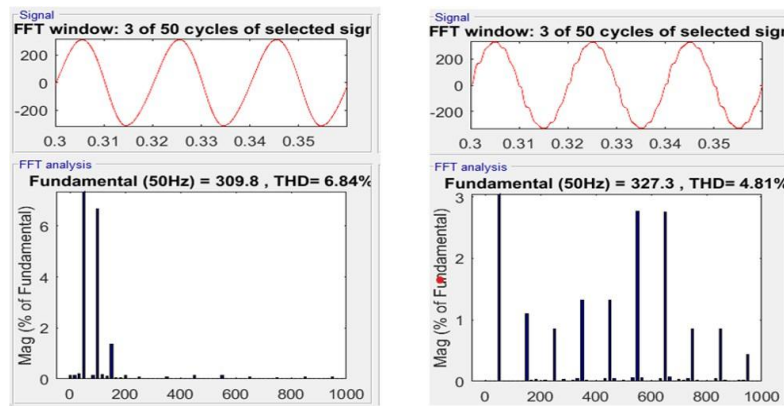 Signal
FFT window: 3 of 50 cycles of selected sigr
200
0
-200
0.3 0.31 0.32 0.33 0.34 0.35
FFT analysis
Fundamental (50Hz) = 309.8 , THD= 6.84%
Mag (% of Fundamental)
6
4
2
0
0 200 400 600 800 1000
Signal
FFT window: 3 of 50 cycles of selected sigr
200
0
-200
0.3 0.31 0.32 0.33 0.34 0.35
FFT analysis
Fundamental (50Hz) = 327.3 , THD= 4.81%
Mag (% of Fundamental)
3
2
1
0
0 200 400 600 800 1000